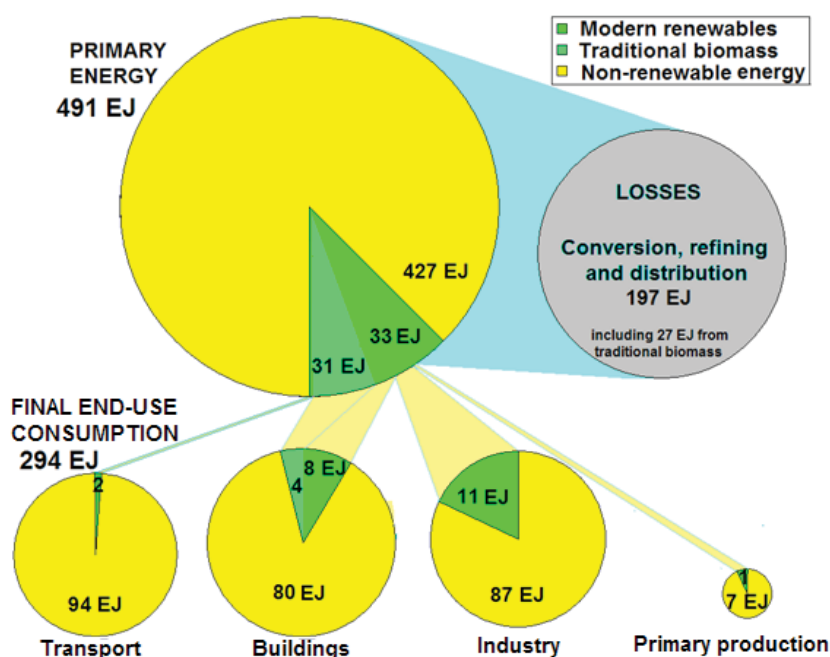 PRIMARY
ENERGY
491 EJ
Modern renewables
Traditional biomass
Non-renewable energy
427 EJ
33 EJ
31 EJ
LOSSES
Conversion, refining
and distribution
197 EJ
including 27 EJ from
traditional biomass
FINAL END-USE
CONSUMPTION
294 EJ
2
94 EJ
Transport
4
8 EJ
80 EJ
Buildings
11 EJ
87 EJ
Industry
1
7 EJ
Primary production